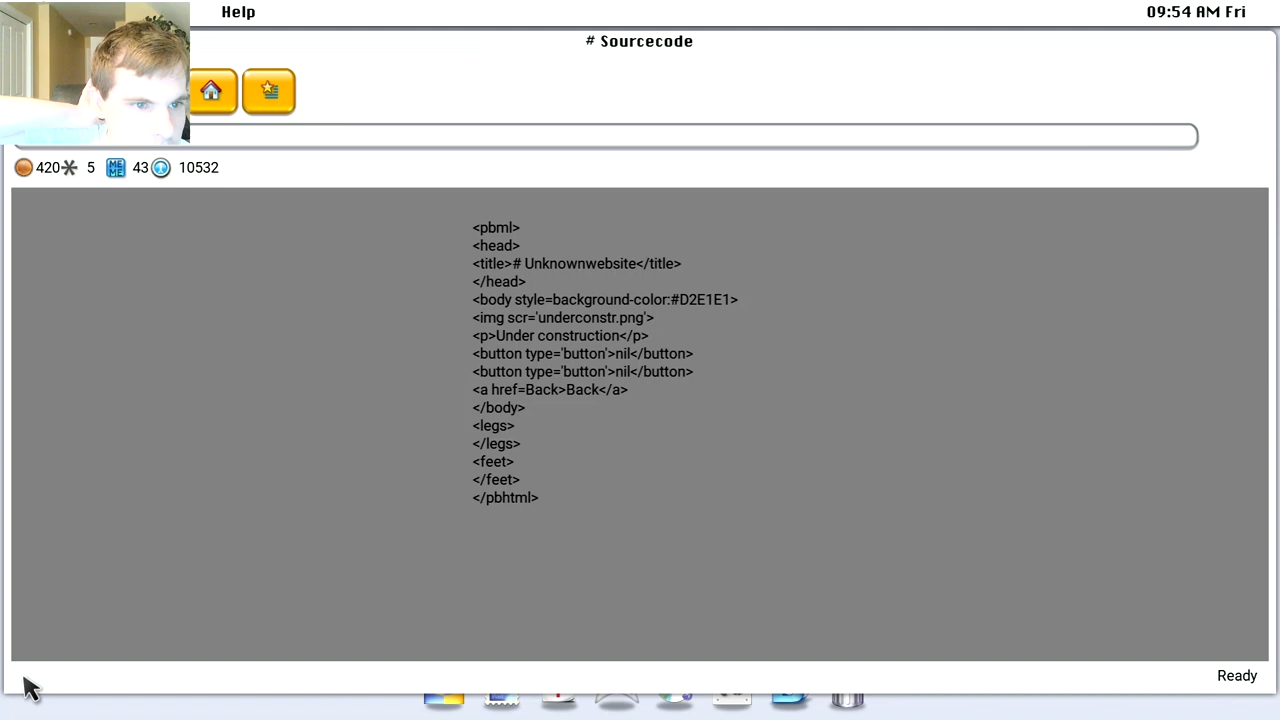 Help
09:54 AM Fri
# Sourcecode
420 5 MEME 43 10532
<pbml>
<head>
<title># Unknownwebsite</title>
</head>
<body style=background-color:#D2E1E1>
<img scr='underconstr.png'>
<p>Under construction</p>
<button type='button'>nil</button>
<button type='button'>nil</button>
<a href=Back>Back</a>
</body>
<legs>
</legs>
<feet>
</feet>
</pbhtml>
Ready